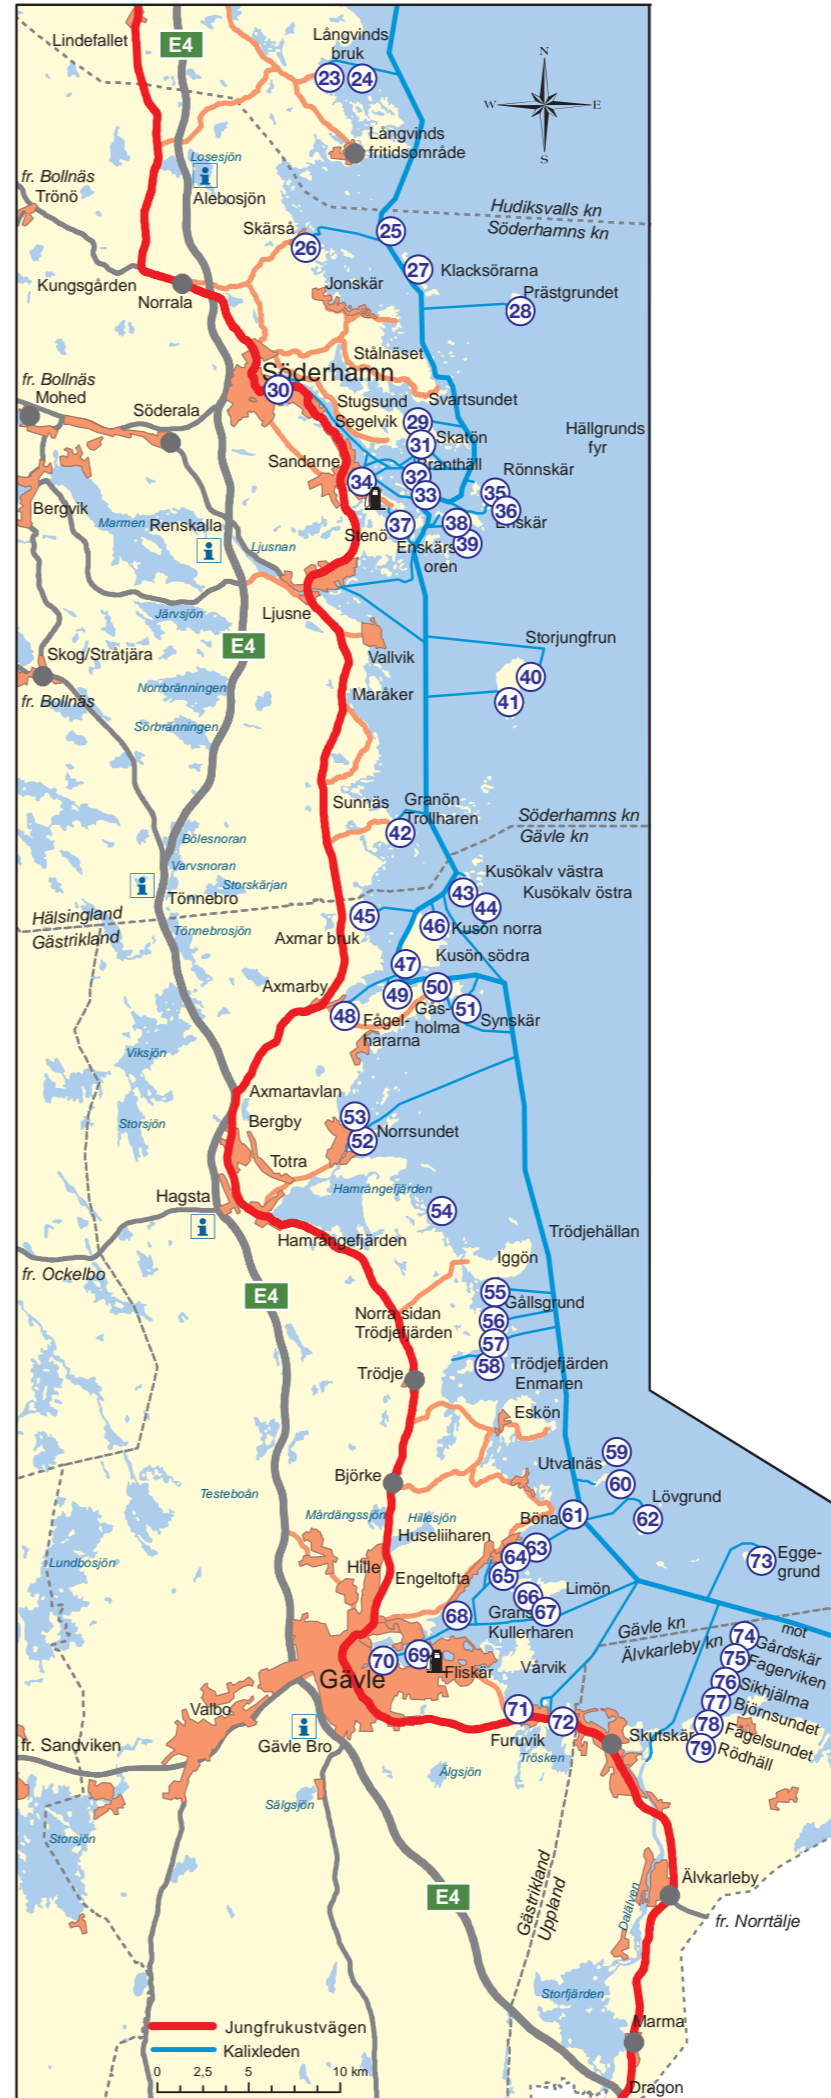 Lindefallet
E4
Långvinds
bruk
23
24
N
W
E
S
Långvinds
fritidsområde
Losesjön
fr. Bollnäs
Trönö
Alebosjön
Hudiksvalls kn
Söderhamns kn
Skärså
25
26
27
Klacksörarna
Kungsgården
Jonskär
Prästgrundet
Norrala
28
Stålnäset
fr. Bollnäs
Mohed
Söderhamn
30
Stugsund
Svartsundet
Söderala
Segelvik
29
Hällgrunds
fyr
31
Skatön
Sandarne
Branthäll
Rönnskär
32
34
33
35
36
Enskär
Bergvik
Marmen
Renskalla
Stenö
37
38
39
Enskärs-
oren
Ljusnan
Järvsjön
Ljusne
E4
Storjungfrun
Vallvik
Skog/Stråtjära
40
41
fr. Bollnäs
Norrbränningen
Maråker
Sörbränningen
Sunnäs
Granön
Trollharen
Söderhamns kn
Gävle kn
42
Bölesnoran
Varvsnoran
Storskärjan
Kusökalv västra
Kusökalv östra
43
44
Tönnebro
Hälsingland
Gästrikland
45
Tönnebrosjön
Axmar bruk
46
Kusön norra
Kusön södra
47
Axmarby
48
49
50
51
Fågel-
hararna
Gås-
holma
Synskär
Viksjön
Axmartavlan
Storsjön
Bergby
53
52
Norrsundet
Totra
Hagsta
Hamrångefjärden
54
Hamrångefjärden
Trödjehällan
fr. Ockelbo
Iggön
E4
55
Gållsgrund
Norra sidan
Trödjefjärden
56
57
58
Trödjefjärden
Enmaren
Trödje
Eskön
Björke
Utvalnäs
59
60
Testeboån
Lövgrund
Mårdängssjön
Hillesjön
Bönan
61
62
Huseliiharen
Lundbosjön
Hille
64
63
73
Egge-
grund
Engeltofta
65
Limön
66
67
68
Granskär
Kullerharen
Gävle kn
Älvkarleby kn
mot
74
Gårdskär
75
Fagerviken
70
69
Fliskär
Vårvik
76
Sikhjälma
Gävle
77
Björnsundet
Valbo
71
72
78
Fågelsundet
Furuvik
Skutskär
79
Rödhäll
fr. Sandviken
Gävle Bro
Trösken
Älgsjön
Sälgsjön
Storsjön
Gästrikland
Uppland
Dalälven
Älvkarleby
E4
fr. Norrtälje
Storfjärden
Jungfrukustvägen
Marma
Kalixleden
0 2,5 5 10 km
Dragon